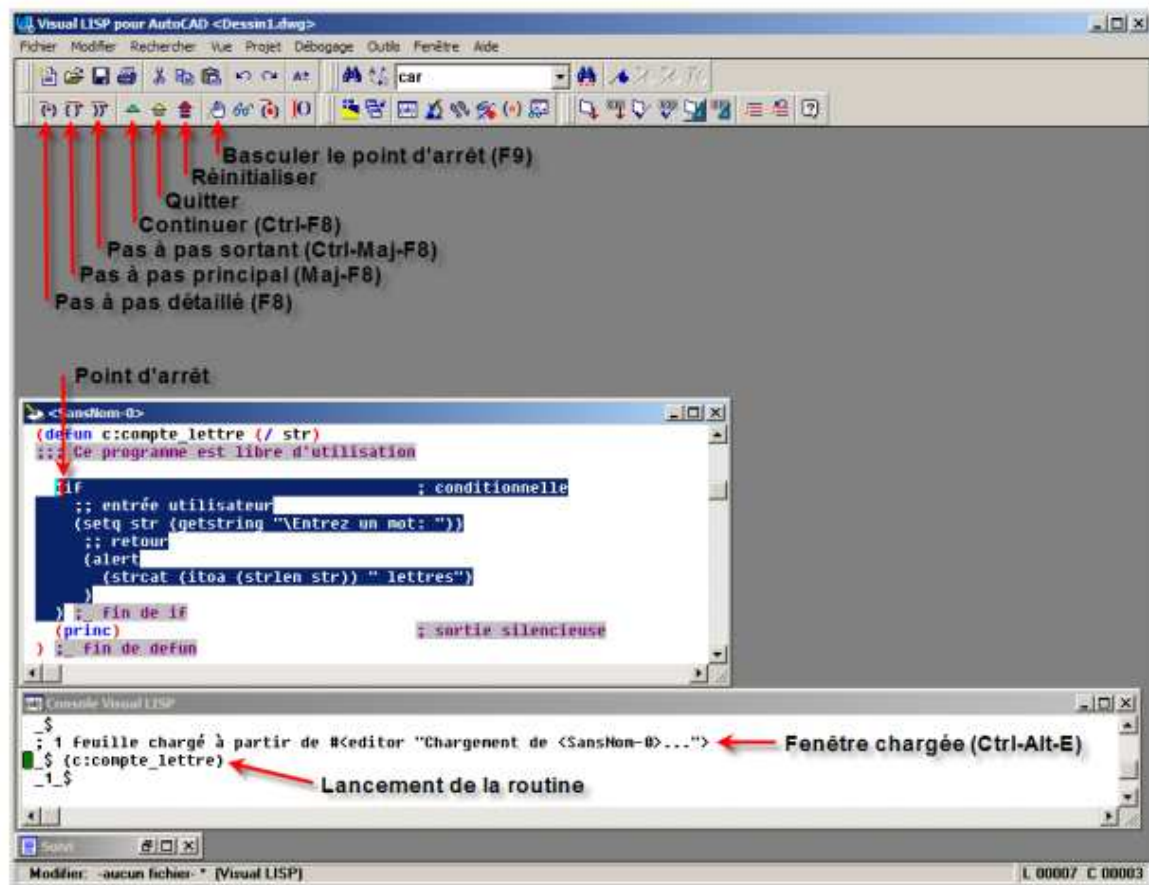 Visual LISP pour AutoCAD <Dessin1.dwg>
Fichier Modifier Rechercher Vue Projet Débogage Outils Fenêtre Aide
car
Basculer le point d'arrêt (F9)
Réinitialiser
Quitter
Continuer (Ctrl-F8)
Pas à pas sortant (Ctrl-Maj-F8)
Pas à pas principal (Maj-F8)
Pas à pas détaillé (F8)
Point d'arrêt
<SansNom-0>
(defun c:compte_lettre (/ str)
;;; Ce programme est libre d'utilisation
if ; conditionnelle
;; entrée utilisateur
(setq str (getstring "\Entrez un mot: "))
;; retour
(alert
(strcat (itoa (strlen str)) " lettres")
)
) ;_ fin de if
(princ) ; sortie silencieuse
) ;_ fin de defun
Console Visual LISP
_$
; 1 feuille chargé à partir de #<editor "Chargement de <SansNom-0>..."> Fenêtre chargée (Ctrl-Alt-E)
_$ (c:compte_lettre)
_1_$
Lancement de la routine
Suivi
Modifier: -aucun fichier- * (Visual LISP) L 00007 C 00003